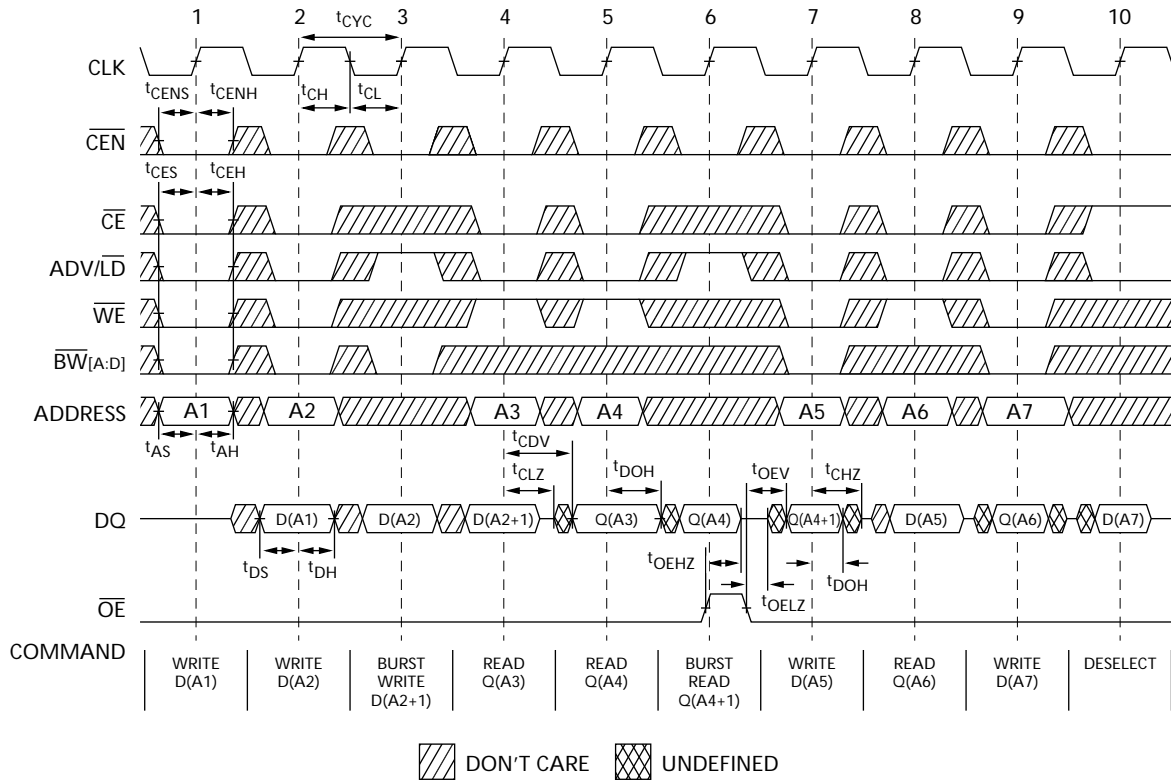 1 2 3 4 5 6 7 8 9 10
tCYC
CLK
tCENS tCENH tCH tCL
CEN
tCES tCEH
CE
ADV/LD
WE
BW[A:D]
ADDRESS A1 A2 A3 A4 A5 A6 A7
tAS tAH tCDV
tCLZ tDOH tOEV tCHZ
DQ D(A1) D(A2) D(A2+1) Q(A3) Q(A4) Q(A4+1) D(A5) Q(A6) D(A7)
tDS tDH tOEHZ tDOH
tOELZ
OE
COMMAND
WRITE D(A1)
WRITE D(A2)
BURST WRITE D(A2+1)
READ Q(A3)
READ Q(A4)
BURST READ Q(A4+1)
WRITE D(A5)
READ Q(A6)
WRITE D(A7)
DESELECT
DON'T CARE UNDEFINED